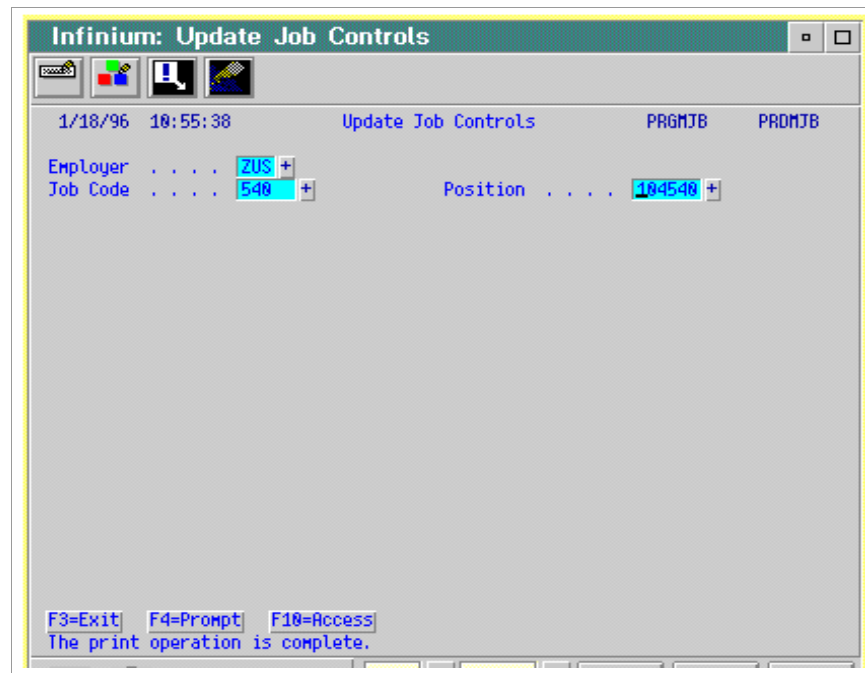 Infinium: Update Job Controls
1/18/96 10:55:38 Update Job Controls PRGMJB PRDMJB
Employer . . . . ZUS +
Job Code . . . . 540 + Position . . . . 104540 +
F3=Exit F4=Prompt F10=Access
The print operation is complete.